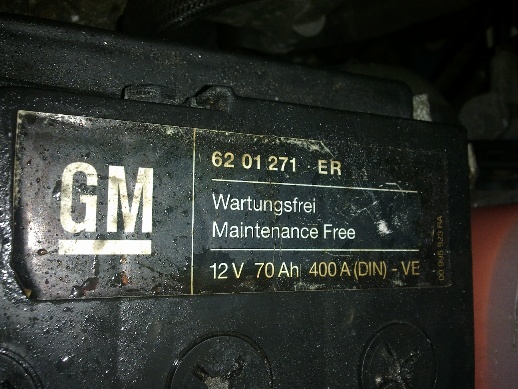 GM
62 01 271 ER
Wartungsfrei
Maintenance Free
12 V 70 Ah 400 A (DIN) - VE